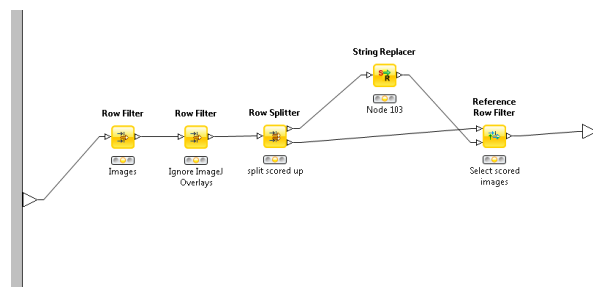 String Replacer
Node 103
Row Filter
Images
Row Filter
Ignore ImageJ
Overlays
Row Splitter
split scored up
Reference
Row Filter
Select scored
images